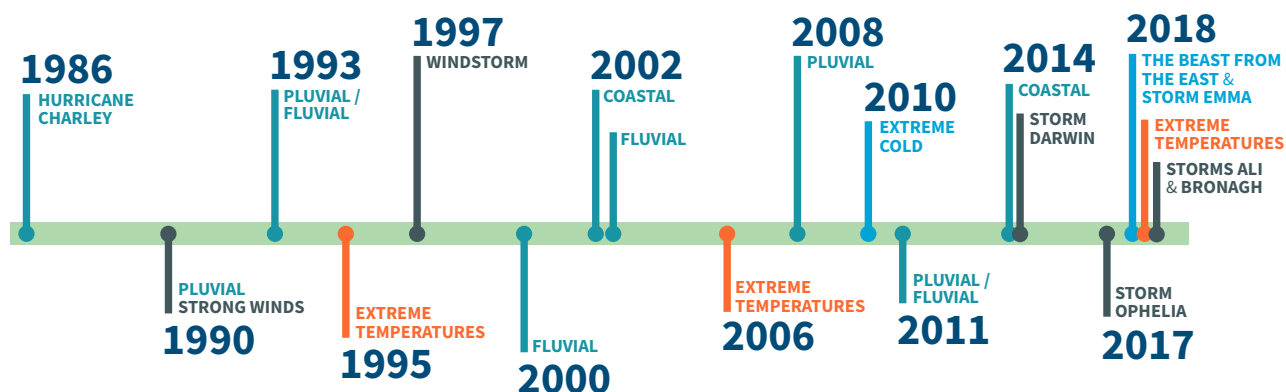 1986
HURRICANE
CHARLEY
1990
PLUVIAL
STRONG WINDS
1993
PLUVIAL /
FLUVIAL
1995
EXTREME
TEMPERATURES
1997
WINDSTORM
2000
FLUVIAL
2002
COASTAL
FLUVIAL
2006
EXTREME
TEMPERATURES
2008
PLUVIAL
2010
EXTREME
COLD
2011
PLUVIAL /
FLUVIAL
2014
COASTAL
STORM
DARWIN
2017
STORM
OPHELIA
2018
THE BEAST FROM
THE EAST &
STORM EMMA
EXTREME
TEMPERATURES
STORMS ALI
& BRONAGH